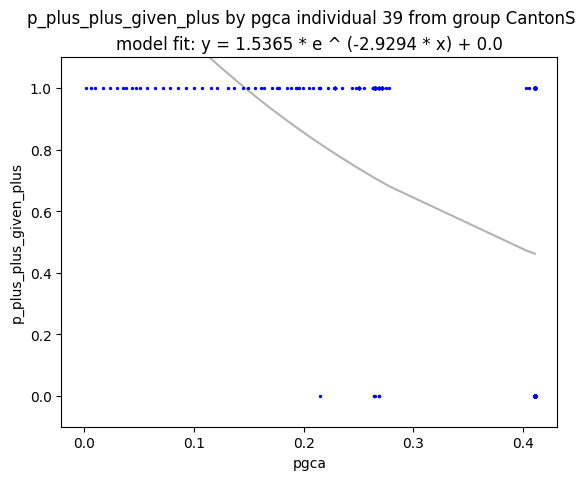 p_plus_plus_given_plus by pgca individual 39 from group CantonS
model fit: y = 1.5365 * e ^ (-2.9294 * x) + 0.0
p_plus_plus_given_plus
1.0
0.8
0.6
0.4
0.2
0.0
0.0 0.1 0.2 0.3 0.4
pgca